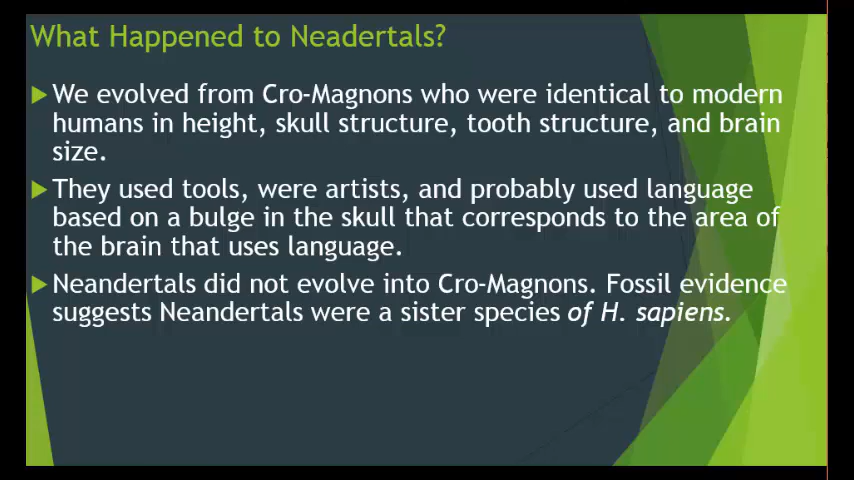 What Happened to Neadertals?
We evolved from Cro-Magnons who were identical to modern
humans in height, skull structure, tooth structure, and brain
size.
They used tools, were artists, and probably used language
based on a bulge in the skull that corresponds to the area of
the brain that uses language.
Neandertals did not evolve into Cro-Magnons. Fossil evidence
suggests Neandertals were a sister species of H. sapiens.